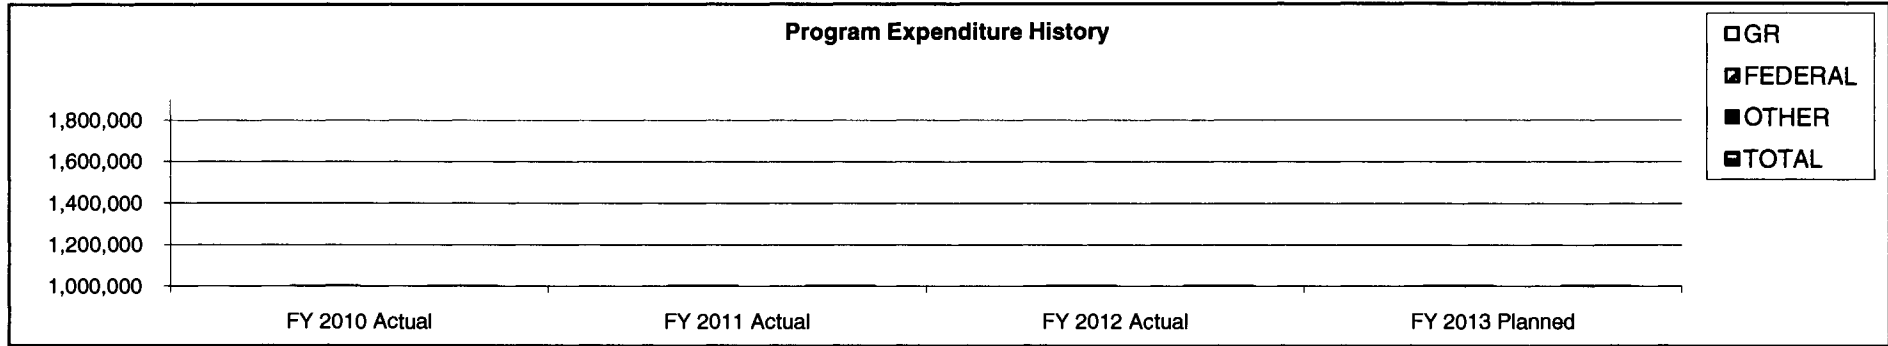 Program Expenditure History
GR
FEDERAL
OTHER
TOTAL
1,800,000
1,600,000
1,400,000
1,200,000
1,000,000
FY 2010 Actual
FY 2011 Actual
FY 2012 Actual
FY 2013 Planned